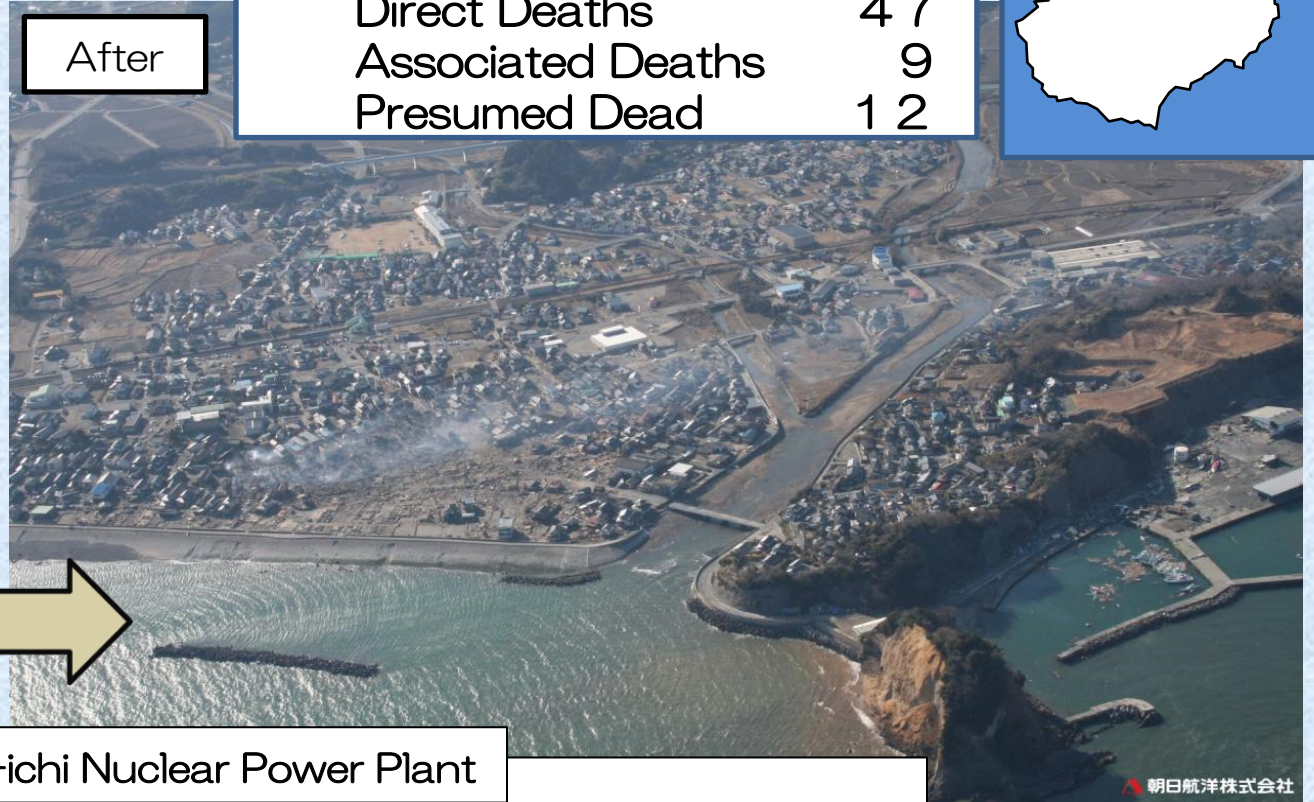 After
Direct Deaths 47
Associated Deaths 9
Presumed Dead 12
-ichi Nuclear Power Plant
朝日航洋株式会社